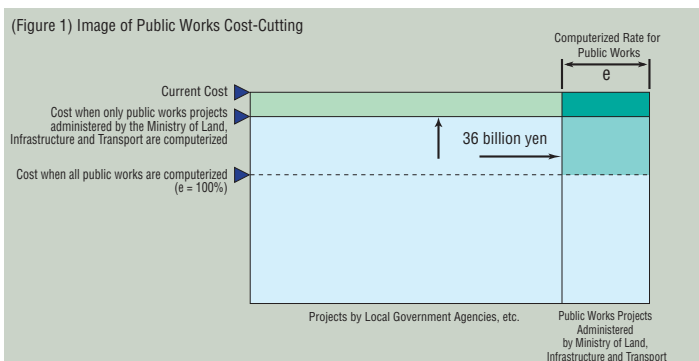 (Figure 1) Image of Public Works Cost-Cutting
Computerized Rate for
Public Works
e
Current Cost
Cost when only public works projects
administered by the Ministry of Land,
Infrastructure and Transport are computerized
36 billion yen
Cost when all public works are computerized
(e = 100%)
Projects by Local Government Agencies, etc.
Public Works Projects
Administered
by Ministry of Land,
Infrastructure and Transport